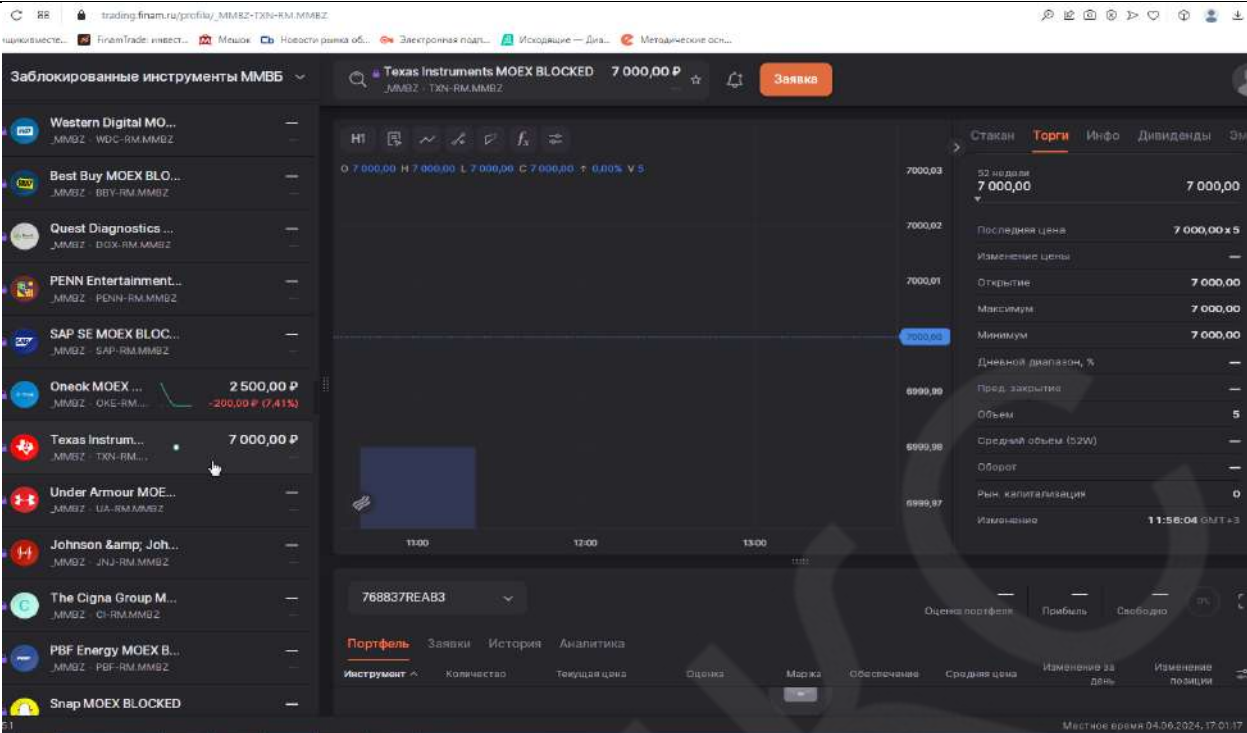 trading.finam.ru/profile/_MMBZ-TXN-RM.MMBZ
FinamTrade: инвест... Мешок Новости рынка об... Электронная подп... Исходящие — Диа... Методические осн...
Заблокированные инструменты ММВБ
Texas Instruments MOEX BLOCKED 7 000,00 ₽
_MMBZ - TXN-RM.MMBZ
Заявка
Western Digital MO... —
_MMBZ - WDC-RM.MMBZ
Best Buy MOEX BLO... —
_MMBZ - BBY-RM.MMBZ
Quest Diagnostics ... —
_MMBZ - DGX-RM.MMBZ
PENN Entertainment... —
_MMBZ - PENN-RM.MMBZ
SAP SE MOEX BLOC... —
_MMBZ - SAP-RM.MMBZ
Oneok MOEX ... 2 500,00 ₽
_MMBZ - OKE-RM.... -200,00 ₽ (7,41%)
Texas Instrum... 7 000,00 ₽
_MMBZ - TXN-RM....
Under Armour MOE... —
_MMBZ - UA-RM.MMBZ
Johnson &amp; Joh... —
_MMBZ - JNJ-RM.MMBZ
The Cigna Group M... —
_MMBZ - CI-RM.MMBZ
PBF Energy MOEX B... —
_MMBZ - PBF-RM.MMBZ
Snap MOEX BLOCKED —
H1
O 7 000,00 H 7 000,00 L 7 000,00 C 7 000,00 ↑ 0,00% V 5
7000,03
7000,02
7000,01
7000,00
6999,99
6999,98
6999,97
11:00 12:00 13:00
Стакан Торги Инфо Дивиденды Эм
52 недели
7 000,00 7 000,00
Последняя цена 7 000,00 x 5
Изменение цены —
Открытие 7 000,00
Максимум 7 000,00
Минимум 7 000,00
Дневной диапазон, % —
Пред. закрытие —
Объем 5
Средний объем (52W) —
Оборот —
Рын. капитализация 0
Изменение 11:56:04 GMT+3
768837REAB3
Оценка портфеля Прибыль Свободно 0%
Портфель Заявки История Аналитика
Инструмент Количество Текущая цена Оценка Маржа Обеспечение Средняя цена Изменение за день Изменение позиции
Местное время 04.06.2024, 17:01:17